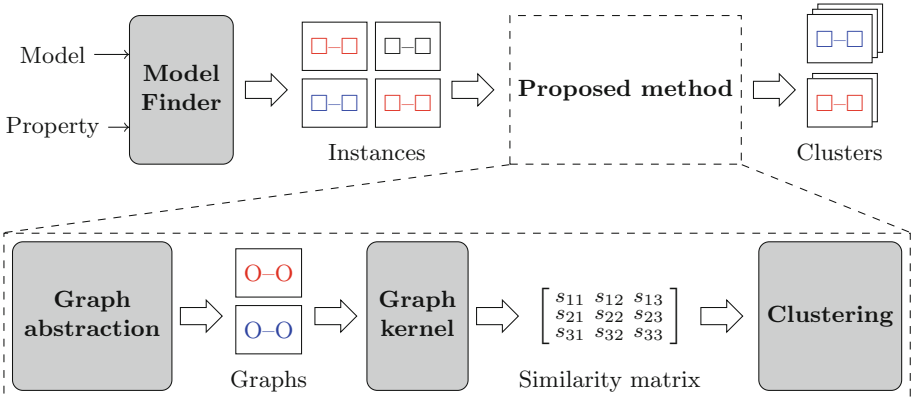 Model
Property
Model Finder
□–□ □–□
□–□ □–□
Instances
Proposed method
□–□
□–□
Clusters
Graph abstraction
O–O
O–O
Graphs
Graph kernel
s11 s12 s13
s21 s22 s23
s31 s32 s33
Similarity matrix
Clustering